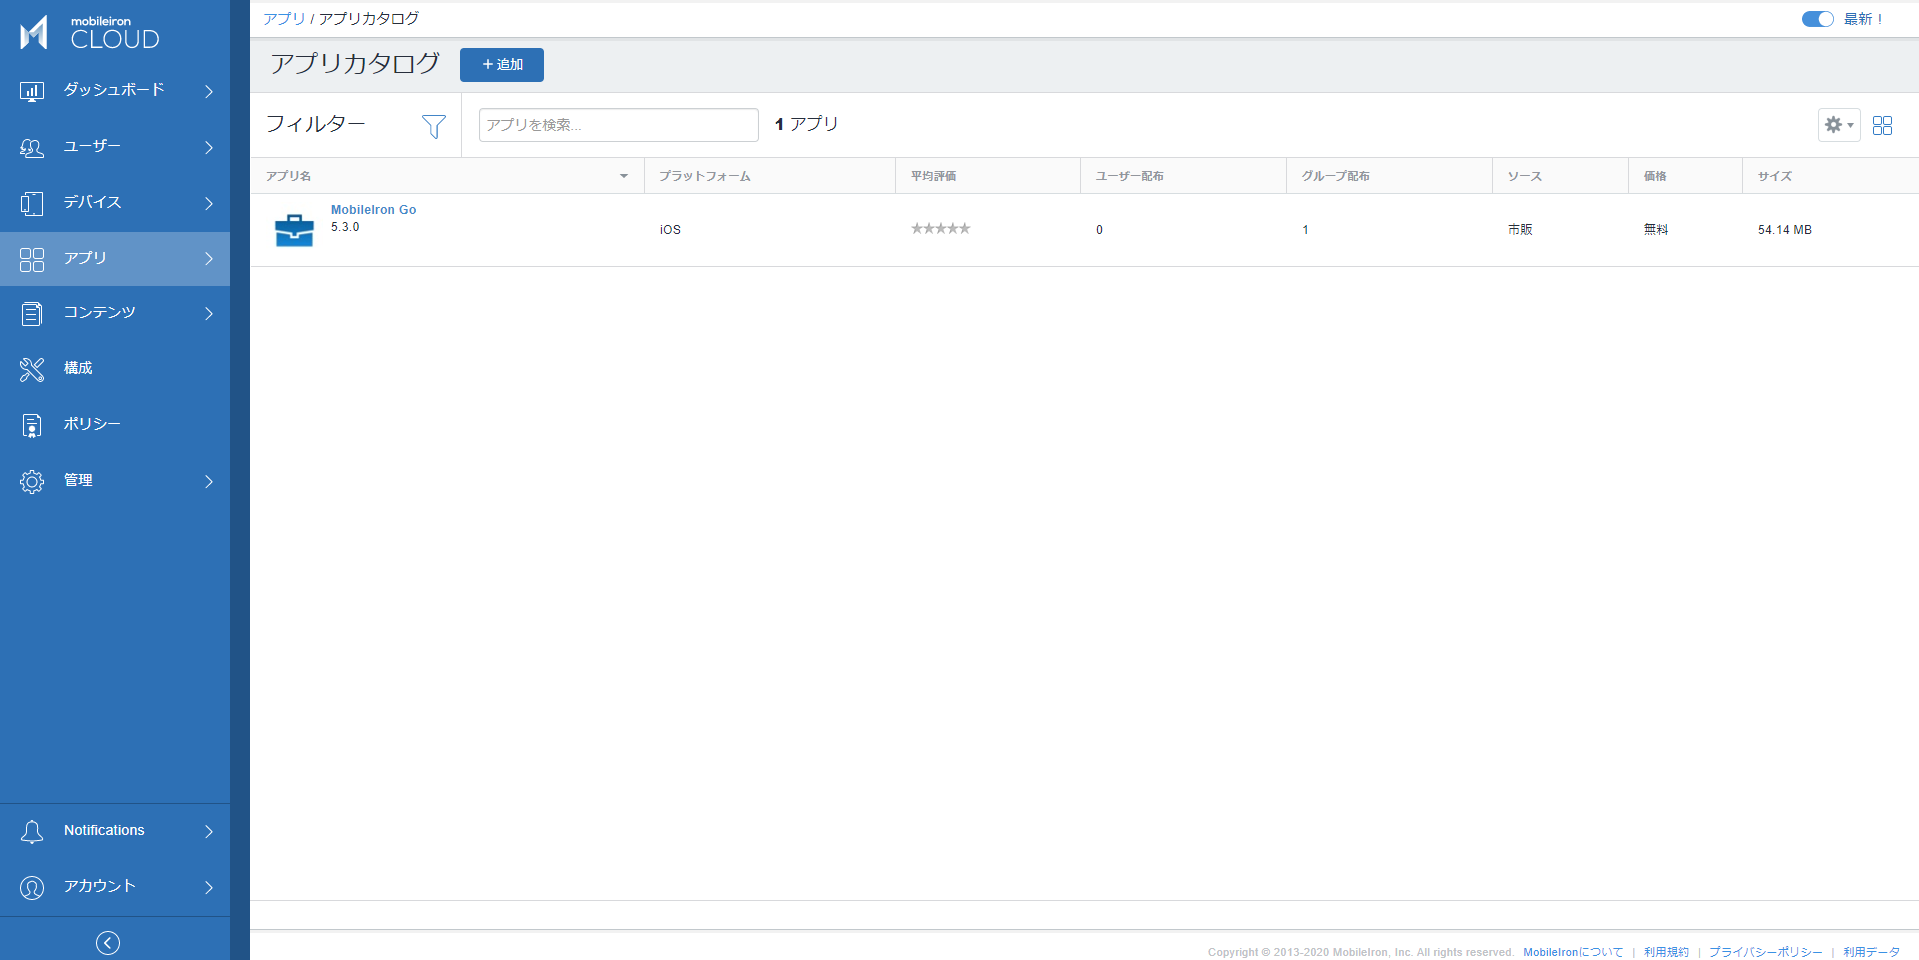 mobileiron
CLOUD
ダッシュボード
ユーザー
デバイス
アプリ
コンテンツ
構成
ポリシー
管理
Notifications
アカウント
アプリ / アプリカタログ
最新！
アプリカタログ
＋追加
フィルター
アプリを検索...
1 アプリ
アプリ名 プラットフォーム 平均評価 ユーザー配布 グループ配布 ソース 価格 サイズ
MobileIron Go
5.3.0
iOS 0 1 市販 無料 54.14 MB
Copyright © 2013-2020 MobileIron, Inc. All rights reserved. MobileIronについて | 利用規約 | プライバシーポリシー | 利用データ